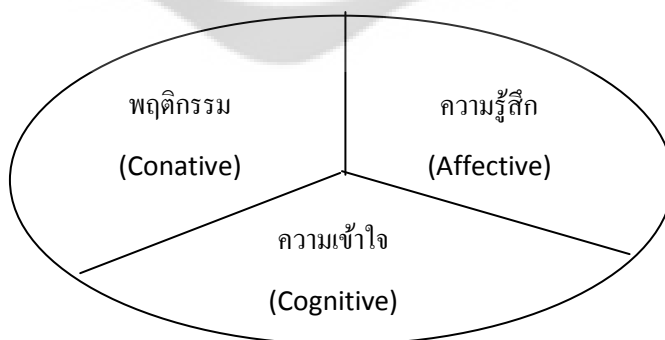 พฤติกรรม
(Conative)
ความรู้สึก
(Affective)
ความเข้าใจ
(Cognitive)